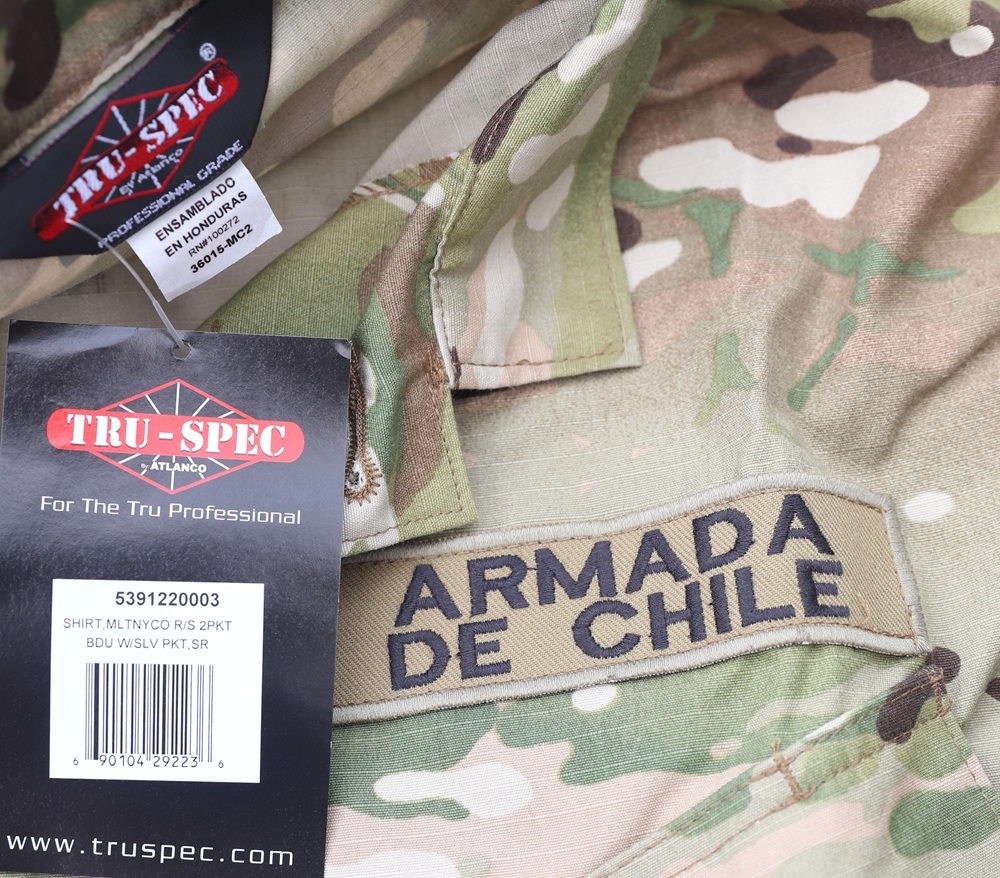 ®
TRU-SPEC
BY Atlanco
PROFESSIONAL GRADE
ENSAMBLADO
EN HONDURAS
RN#100272
36015-MC2
TRU-SPEC
By ATLANCO
For The Tru Professional
5391220003
SHIRT,MLTNYCO R/S 2PKT
BDU W/SLV PKT,SR
6 90104 29223 6
www.truspec.com
ARMADA
DE CHILE